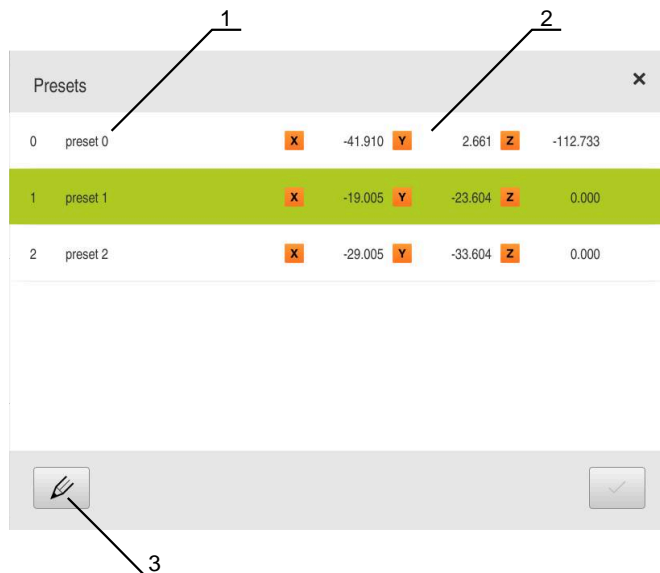 1 2
Presets ×
0 preset 0 X -41.910 Y 2.661 Z -112.733
1 preset 1 X -19.005 Y -23.604 Z 0.000
2 preset 2 X -29.005 Y -33.604 Z 0.000
3